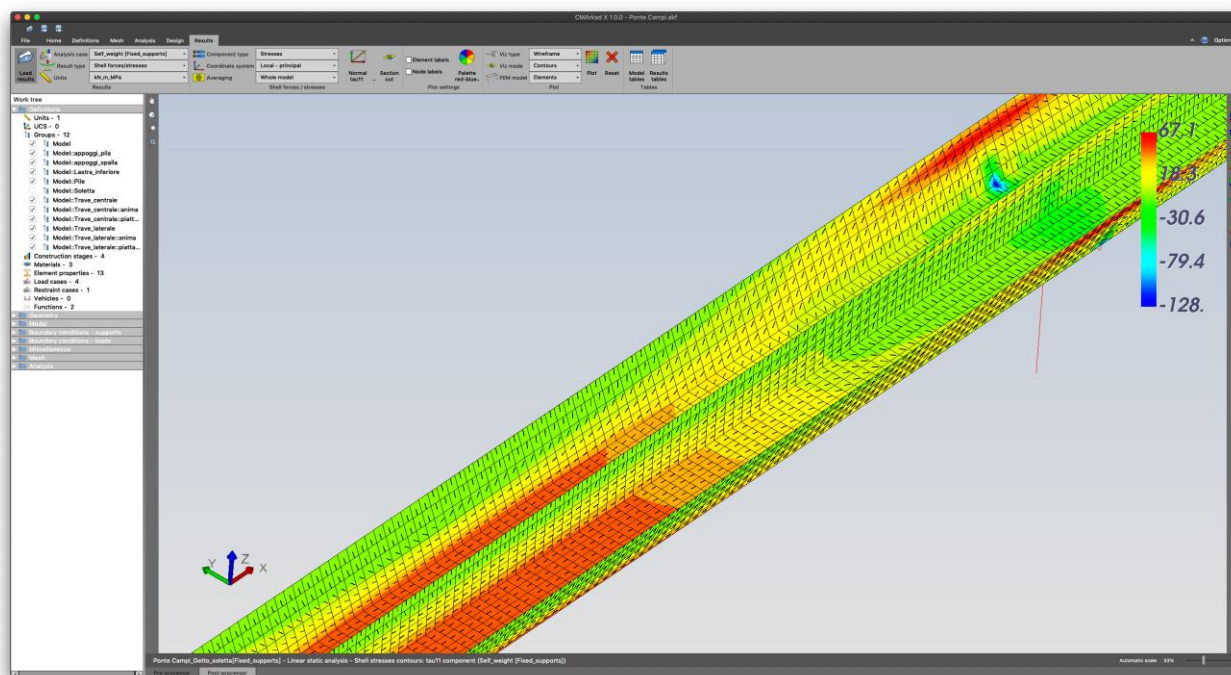 CMArkad X 1.0.0 - Ponte Campi.akf
File Home Definitions Mesh Analysis Design Results
Option
Load results
Analysis case Self_weight [Fixed_supports]
Result type Shell forces/stresses
Units kN_m_MPa
Results
Component type Stresses
Coordinate system Local - principal
Averaging Whole model
Shell forces / stresses
Normal tau11
Section cut
Element labels
Node labels
Palette red-blue
Plot settings
Viz type Wireframe
Viz mode Contours
FEM model Elements
Plot Reset
Plot
Model tables
Results tables
Tables
Work tree
Definitions
Units - 1
UCS - 0
Groups - 12
Model
Model::appoggi_pila
Model::appoggi_spalla
Model::Lastra_inferiore
Model::Pile
Model::Soletta
Model::Trave_centrale
Model::Trave_centrale::anima
Model::Trave_centrale::piatt...
Model::Trave_laterale
Model::Trave_laterale::anima
Model::Trave_laterale::piatta...
Construction stages - 4
Materials - 3
Element properties - 13
Load cases - 4
Restraint cases - 1
Vehicles - 0
Functions - 2
Geometry
Model
Boundary conditions - supports
Boundary conditions - loads
Miscellaneous
Mesh
Analysis
67.1
18.3
-30.6
-79.4
-128.
Y Z X
Ponte Campi_Getto_soletta[Fixed_supports] - Linear static analysis - Shell stresses contours: tau11 component (Self_weight [Fixed_supports])
Automatic scale 33%
Pre-processor Post-processor